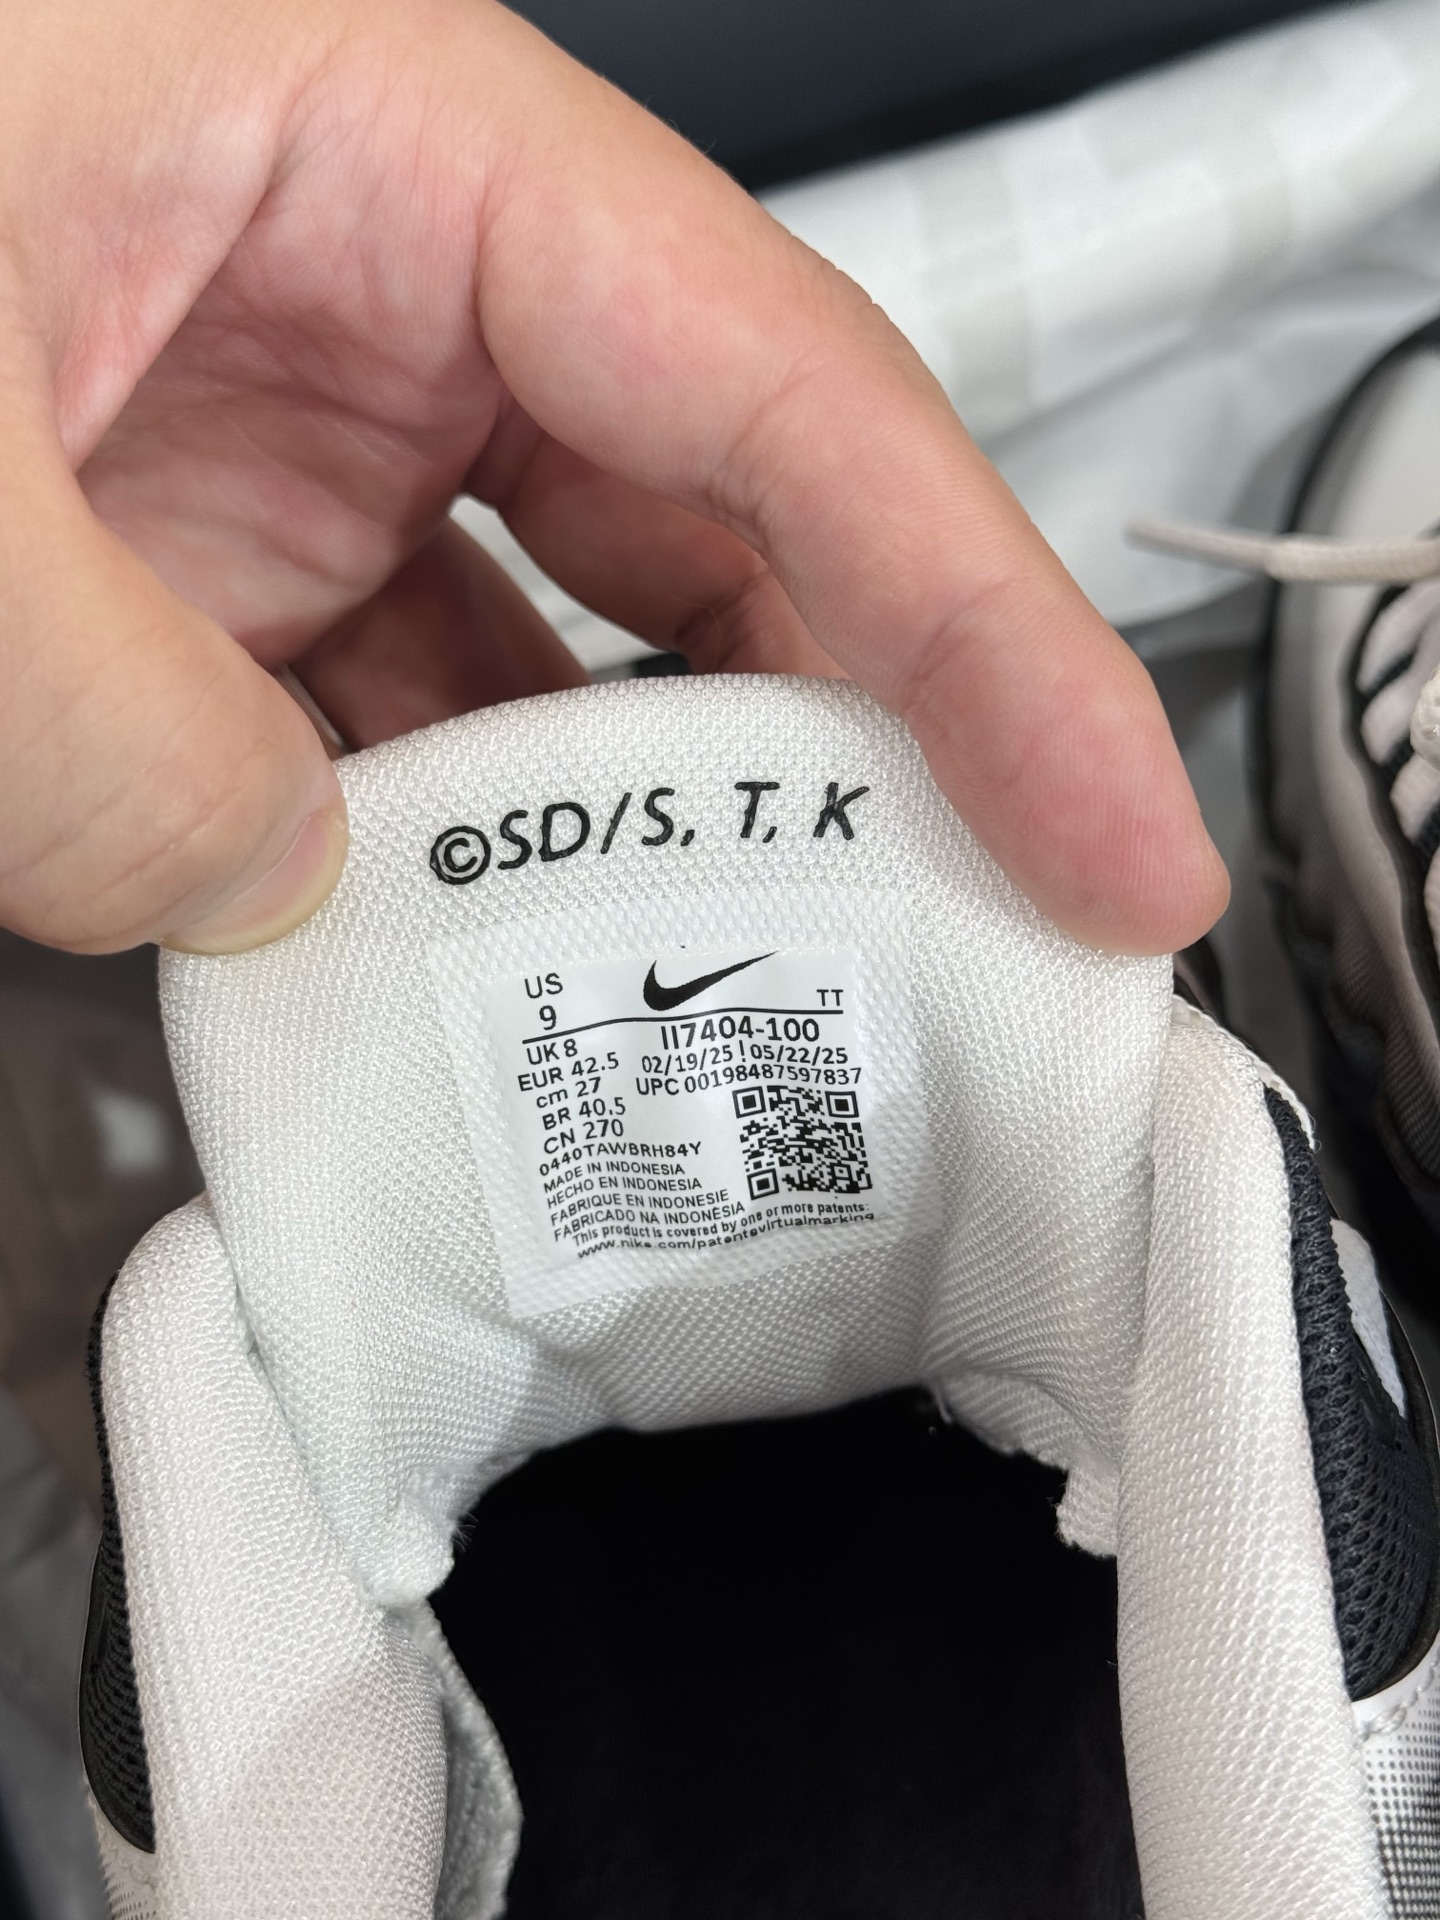 ©SD/S, T, K
US
9
TT
UK 8
EUR 42.5
cm 27
BR 40.5
CN 270
II7404-100
02/19/25 ! 05/22/25
UPC 00198487597837
0440TAWBRH84Y
MADE IN INDONESIA
HECHO EN INDONESIA
FABRIQUE EN INDONESIE
FABRICADO NA INDONÉSIA
This product is covered by one or more patents:
www.nike.com/patentsvirtualmarking